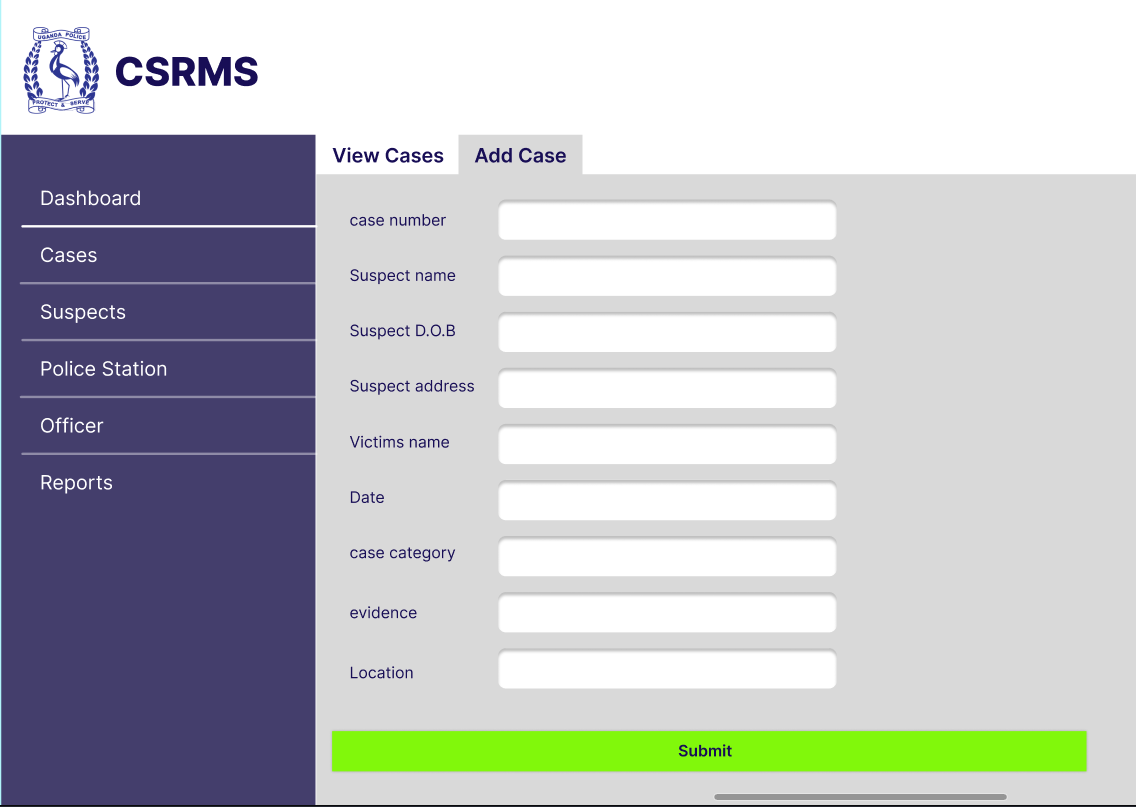 UGANDA POLICE
PROTECT & SERVE
CSRMS
View Cases
Add Case
Dashboard
Cases
Suspects
Police Station
Officer
Reports
case number
Suspect name
Suspect D.O.B
Suspect address
Victims name
Date
case category
evidence
Location
Submit